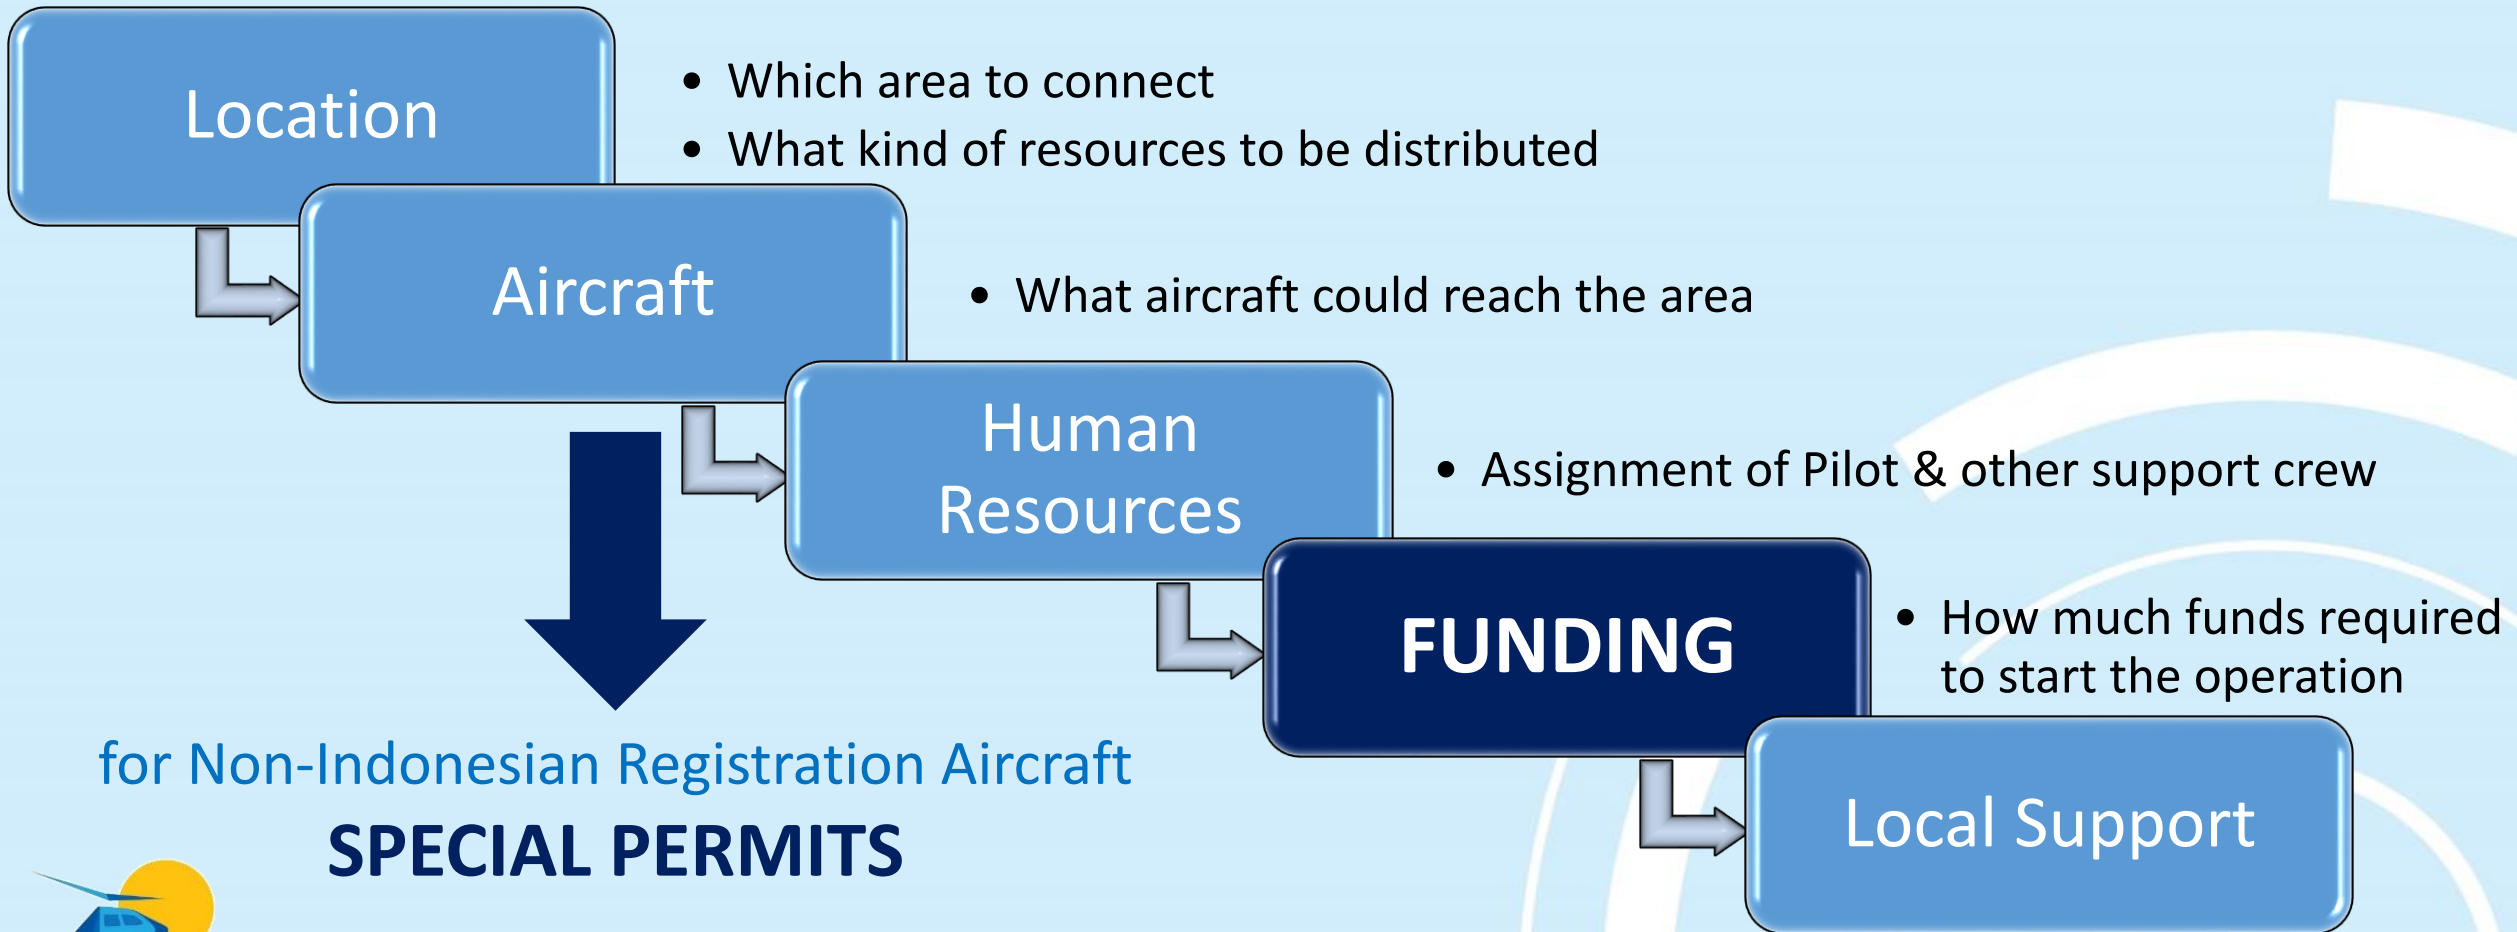 Location
• Which area to connect
• What kind of resources to be distributed
Aircraft
• What aircraft could reach the area
Human
Resources
• Assignment of Pilot & other support crew
FUNDING
• How much funds required
to start the operation
Local Support
for Non-Indonesian Registration Aircraft
SPECIAL PERMITS